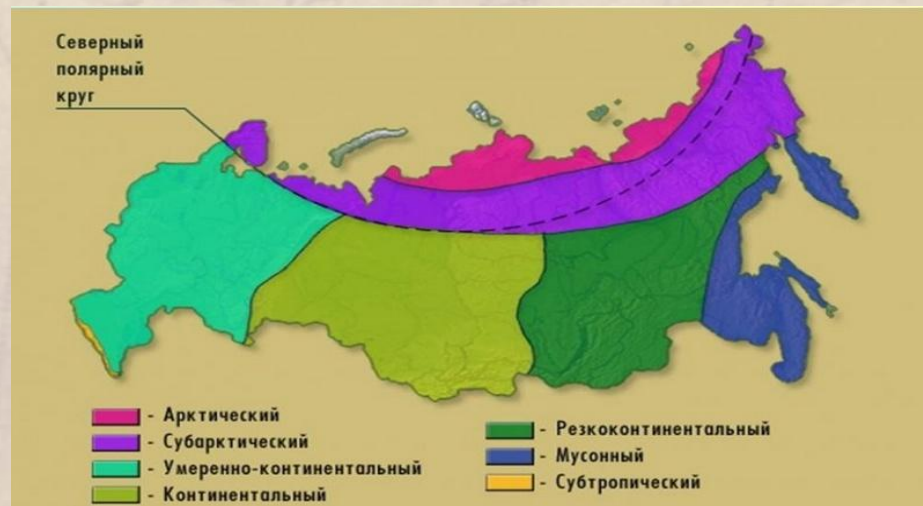 Северный
полярный
круг
- Арктический
- Субарктический
- Умеренно-континентальный
- Континентальный
- Резкоконтинентальный
- Мусонный
- Субтропический